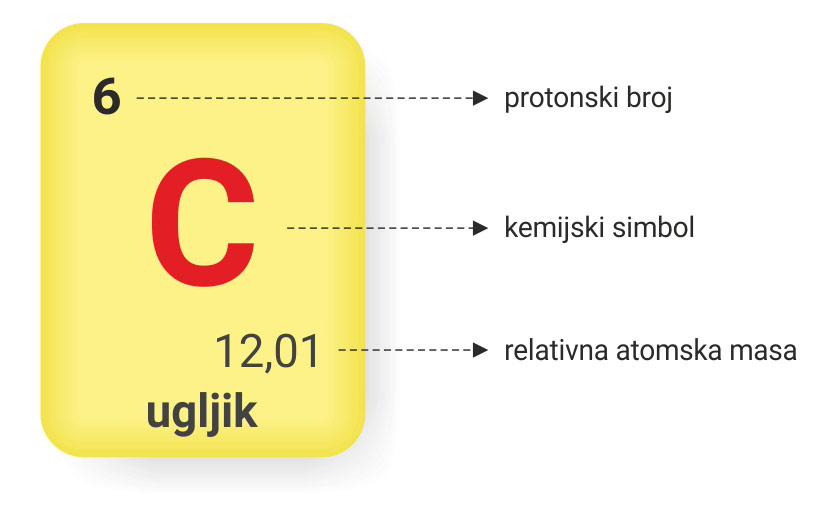 6
protonski broj
C
kemijski simbol
12,01
relativna atomska masa
ugljik